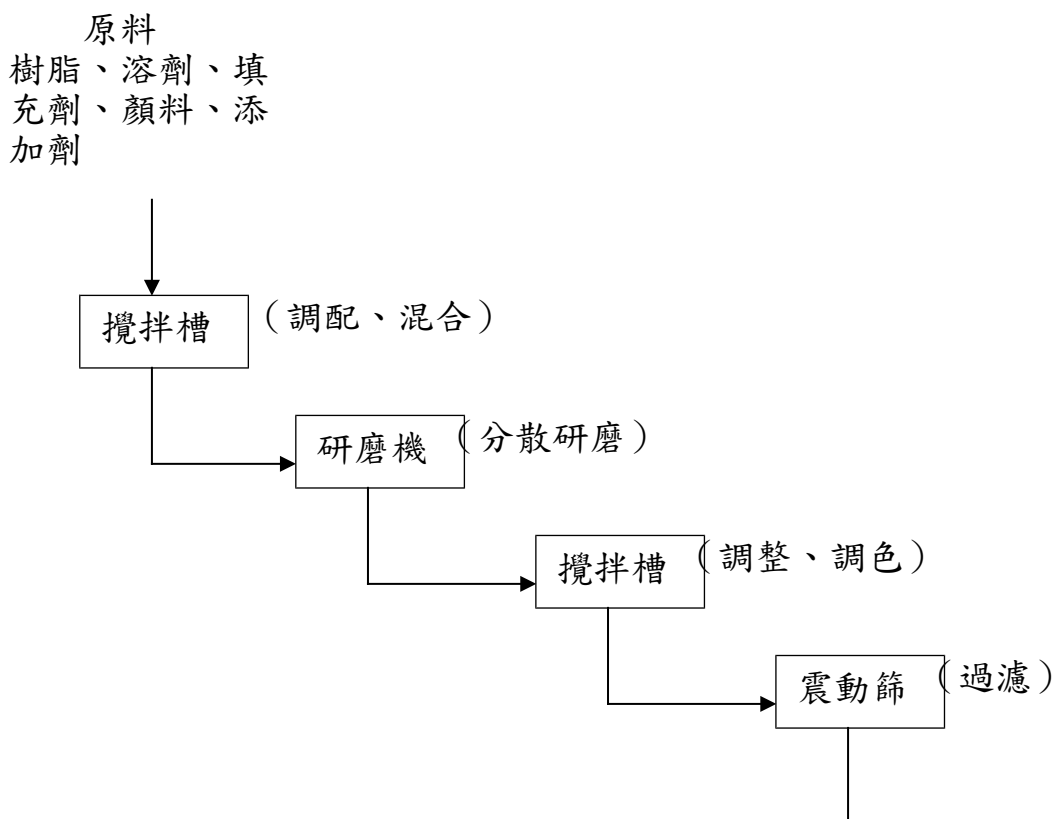 原料
樹脂、溶劑、填
充劑、顏料、添
加劑
攪拌槽 (調配、混合)
研磨機 (分散研磨)
攪拌槽 (調整、調色)
震動篩 (過濾)